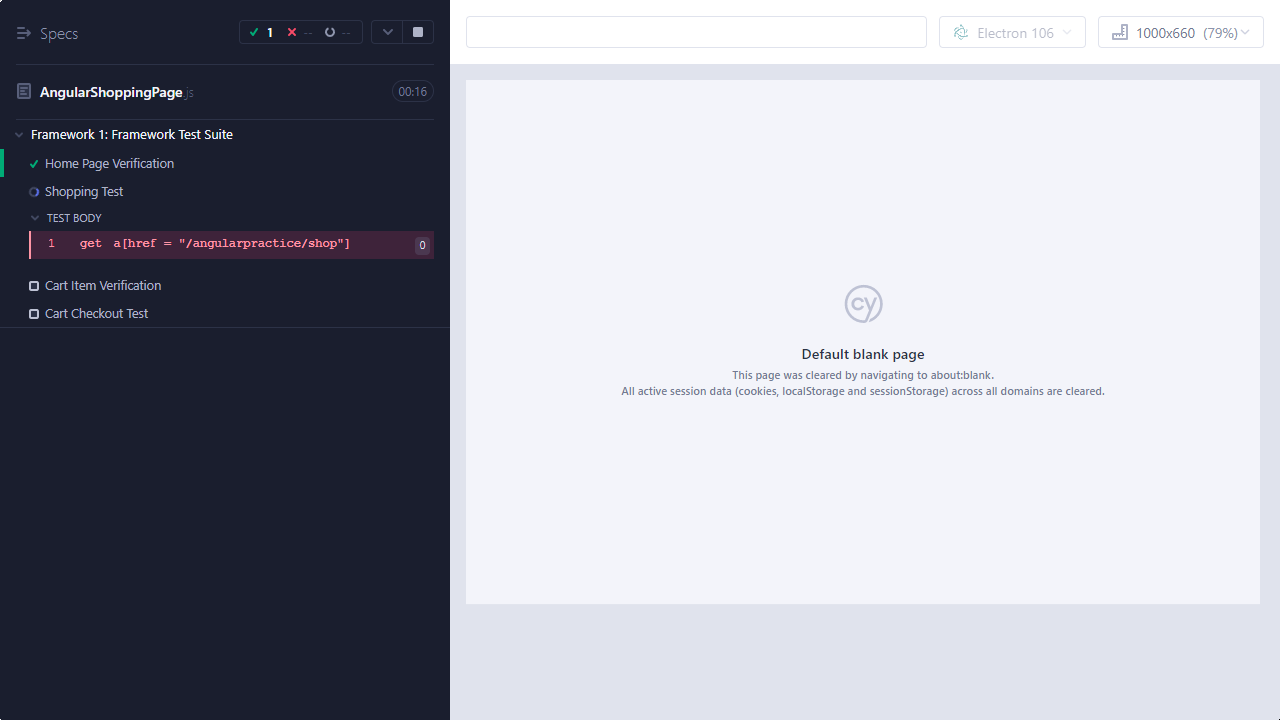 Specs
1 -- --
AngularShoppingPage.js
00:16
Framework 1: Framework Test Suite
Home Page Verification
Shopping Test
TEST BODY
1 get a[href = "/angularpractice/shop"] 0
Cart Item Verification
Cart Checkout Test
Electron 106
1000x660 (79%)
cy
Default blank page
This page was cleared by navigating to about:blank.
All active session data (cookies, localStorage and sessionStorage) across all domains are cleared.